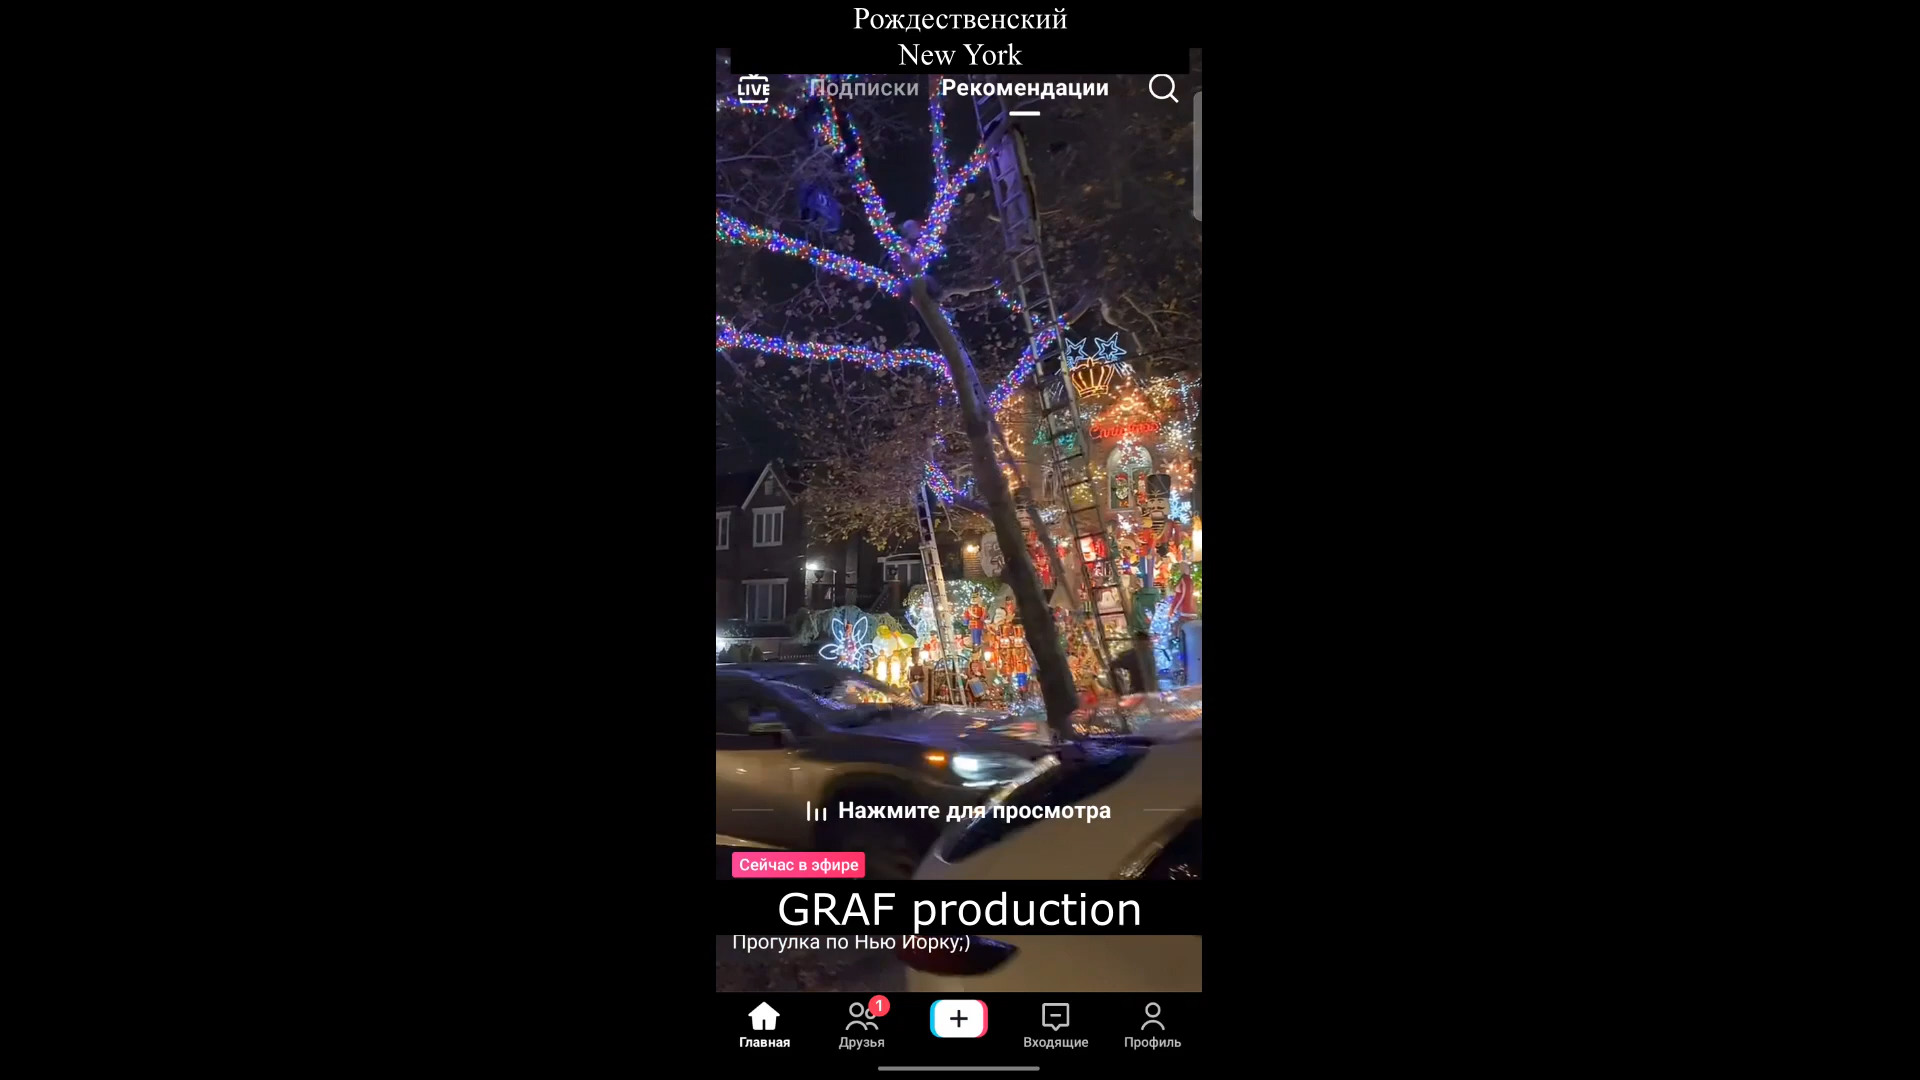 Рождественский
New York
LIVE
Подписки Рекомендации
Нажмите для просмотра
Сейчас в эфире
GRAF production
Прогулка по Нью Йорку;)
1
Главная Друзья Входящие Профиль